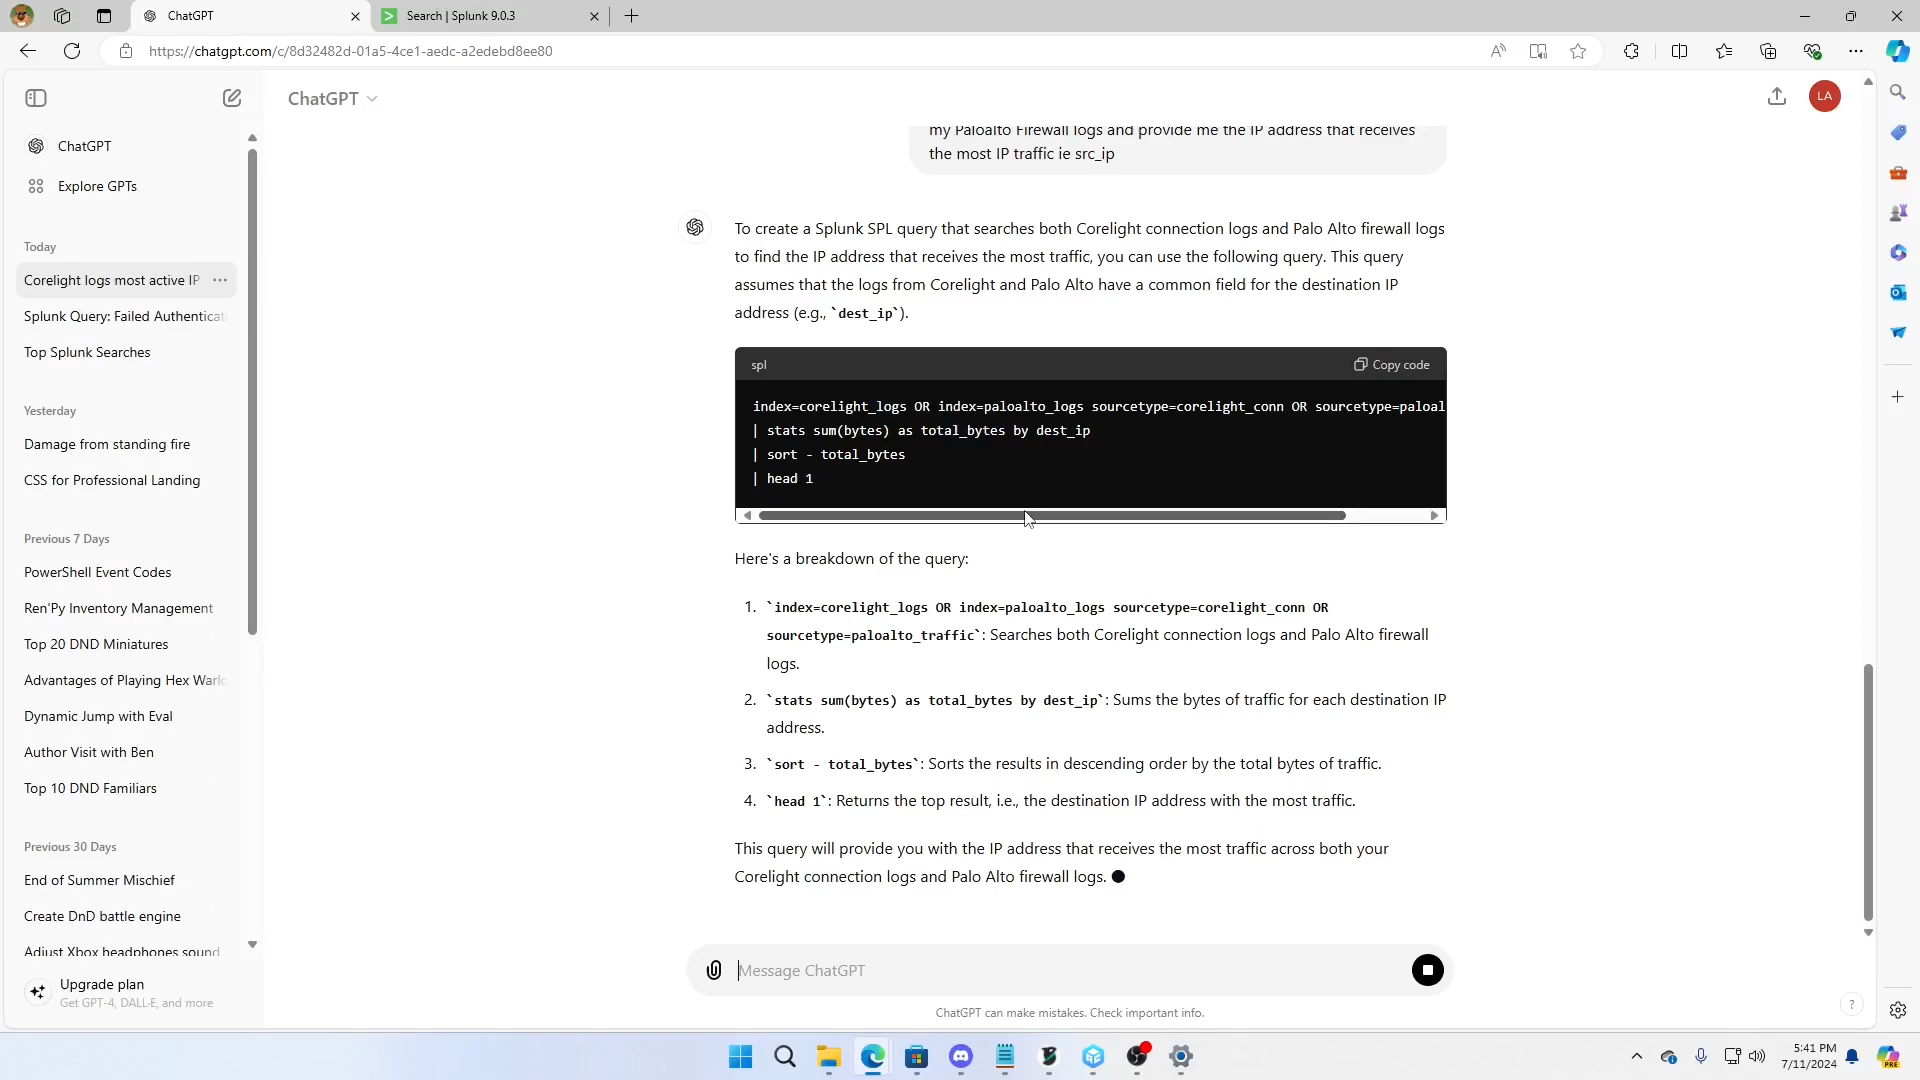 ChatGPT
Search | Splunk 9.0.3
https://chatgpt.com/c/8d32482d-01a5-4ce1-aedc-a2edebd8ee80
ChatGPT
LA
ChatGPT
Explore GPTs
Today
Corelight logs most active IP
Splunk Query: Failed Authenticat
Top Splunk Searches
Yesterday
Damage from standing fire
CSS for Professional Landing
Previous 7 Days
PowerShell Event Codes
Ren'Py Inventory Management
Top 20 DND Miniatures
Advantages of Playing Hex Warlo
Dynamic Jump with Eval
Author Visit with Ben
Top 10 DND Familiars
Previous 30 Days
End of Summer Mischief
Create DnD battle engine
Adjust Xbox headphones sound
Upgrade plan
Get GPT-4, DALL·E, and more
my Paloalto Firewall logs and provide me the IP address that receives
the most IP traffic ie src_ip
To create a Splunk SPL query that searches both Corelight connection logs and Palo Alto firewall logs
to find the IP address that receives the most traffic, you can use the following query. This query
assumes that the logs from Corelight and Palo Alto have a common field for the destination IP
address (e.g., `dest_ip`).
spl
Copy code
index=corelight_logs OR index=paloalto_logs sourcetype=corelight_conn OR sourcetype=paloal
| stats sum(bytes) as total_bytes by dest_ip
| sort - total_bytes
| head 1
Here's a breakdown of the query:
1. `index=corelight_logs OR index=paloalto_logs sourcetype=corelight_conn OR
sourcetype=paloalto_traffic`: Searches both Corelight connection logs and Palo Alto firewall
logs.
2. `stats sum(bytes) as total_bytes by dest_ip`: Sums the bytes of traffic for each destination IP
address.
3. `sort - total_bytes`: Sorts the results in descending order by the total bytes of traffic.
4. `head 1`: Returns the top result, i.e., the destination IP address with the most traffic.
This query will provide you with the IP address that receives the most traffic across both your
Corelight connection logs and Palo Alto firewall logs.
Message ChatGPT
ChatGPT can make mistakes. Check important info.
?
5:41 PM
7/11/2024
PRE